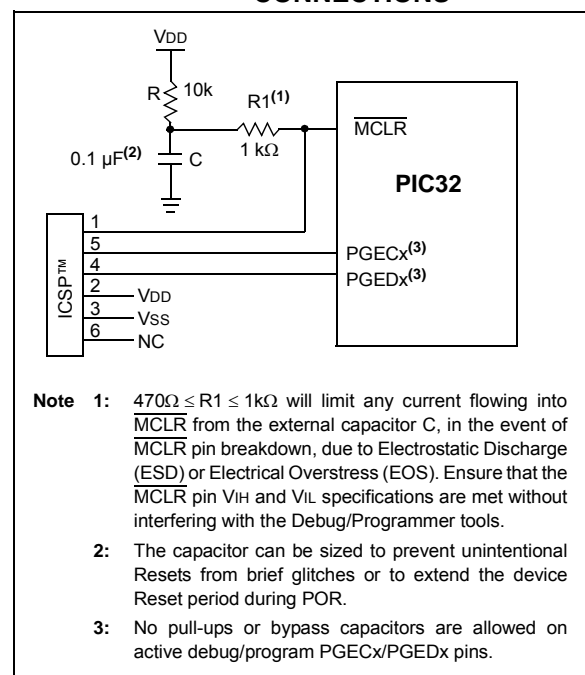 CONNECTIONS
VDD
R 10k
R1(1)
1 kΩ
0.1 µF(2)
C
MCLR
PIC32
1
5
4
2
3
6
ICSP™
VDD
VSS
NC
PGECx(3)
PGEDx(3)
Note 1: 470Ω ≤ R1 ≤ 1kΩ will limit any current flowing into
MCLR from the external capacitor C, in the event of
MCLR pin breakdown, due to Electrostatic Discharge
(ESD) or Electrical Overstress (EOS). Ensure that the
MCLR pin VIH and VIL specifications are met without
interfering with the Debug/Programmer tools.
2: The capacitor can be sized to prevent unintentional
Resets from brief glitches or to extend the device
Reset period during POR.
3: No pull-ups or bypass capacitors are allowed on
active debug/program PGECx/PGEDx pins.